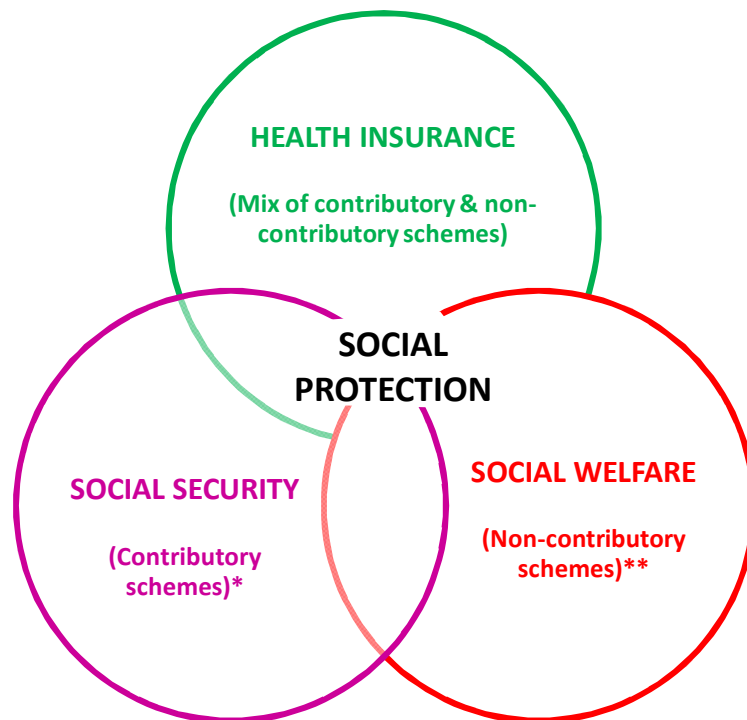 HEALTH INSURANCE
(Mix of contributory & non-
contributory schemes)
SOCIAL
PROTECTION
SOCIAL SECURITY
(Contributory
schemes)*
SOCIAL WELFARE
(Non-contributory
schemes)**